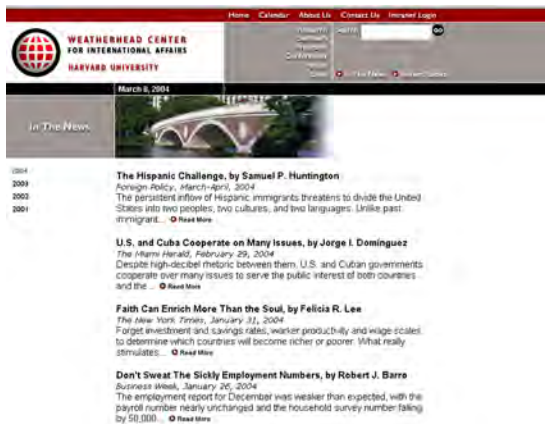 Home Calendar About Us Contact Us Intranet Login
WEATHERHEAD CENTER
FOR INTERNATIONAL AFFAIRS
HARVARD UNIVERSITY
GO
March 8, 2004
In The News
2004
2003
2002
2001
The Hispanic Challenge, by Samuel P. Huntington
Foreign Policy, March-April, 2004
The persistent inflow of Hispanic immigrants threatens to divide the United
States into two peoples, two cultures, and two languages. Unlike past
immigrant... Read More
U.S. and Cuba Cooperate on Many Issues, by Jorge I. Domínguez
The Miami Herald, February 29, 2004
Despite high-decibel rhetoric between them, U.S. and Cuban governments
cooperate over many issues to serve the public interest of both countries
and the ... Read More
Faith Can Enrich More Than the Soul, by Felicia R. Lee
The New York Times, January 31, 2004
Forget investment and savings rates, worker productivity and wage scales
to determine which countries will become richer or poorer. What really
stimulates... Read More
Don't Sweat The Sickly Employment Numbers, by Robert J. Barro
Business Week, January 26, 2004
The employment report for December was weaker than expected, with the
payroll number nearly unchanged and the household survey number falling
by 50,000... Read More